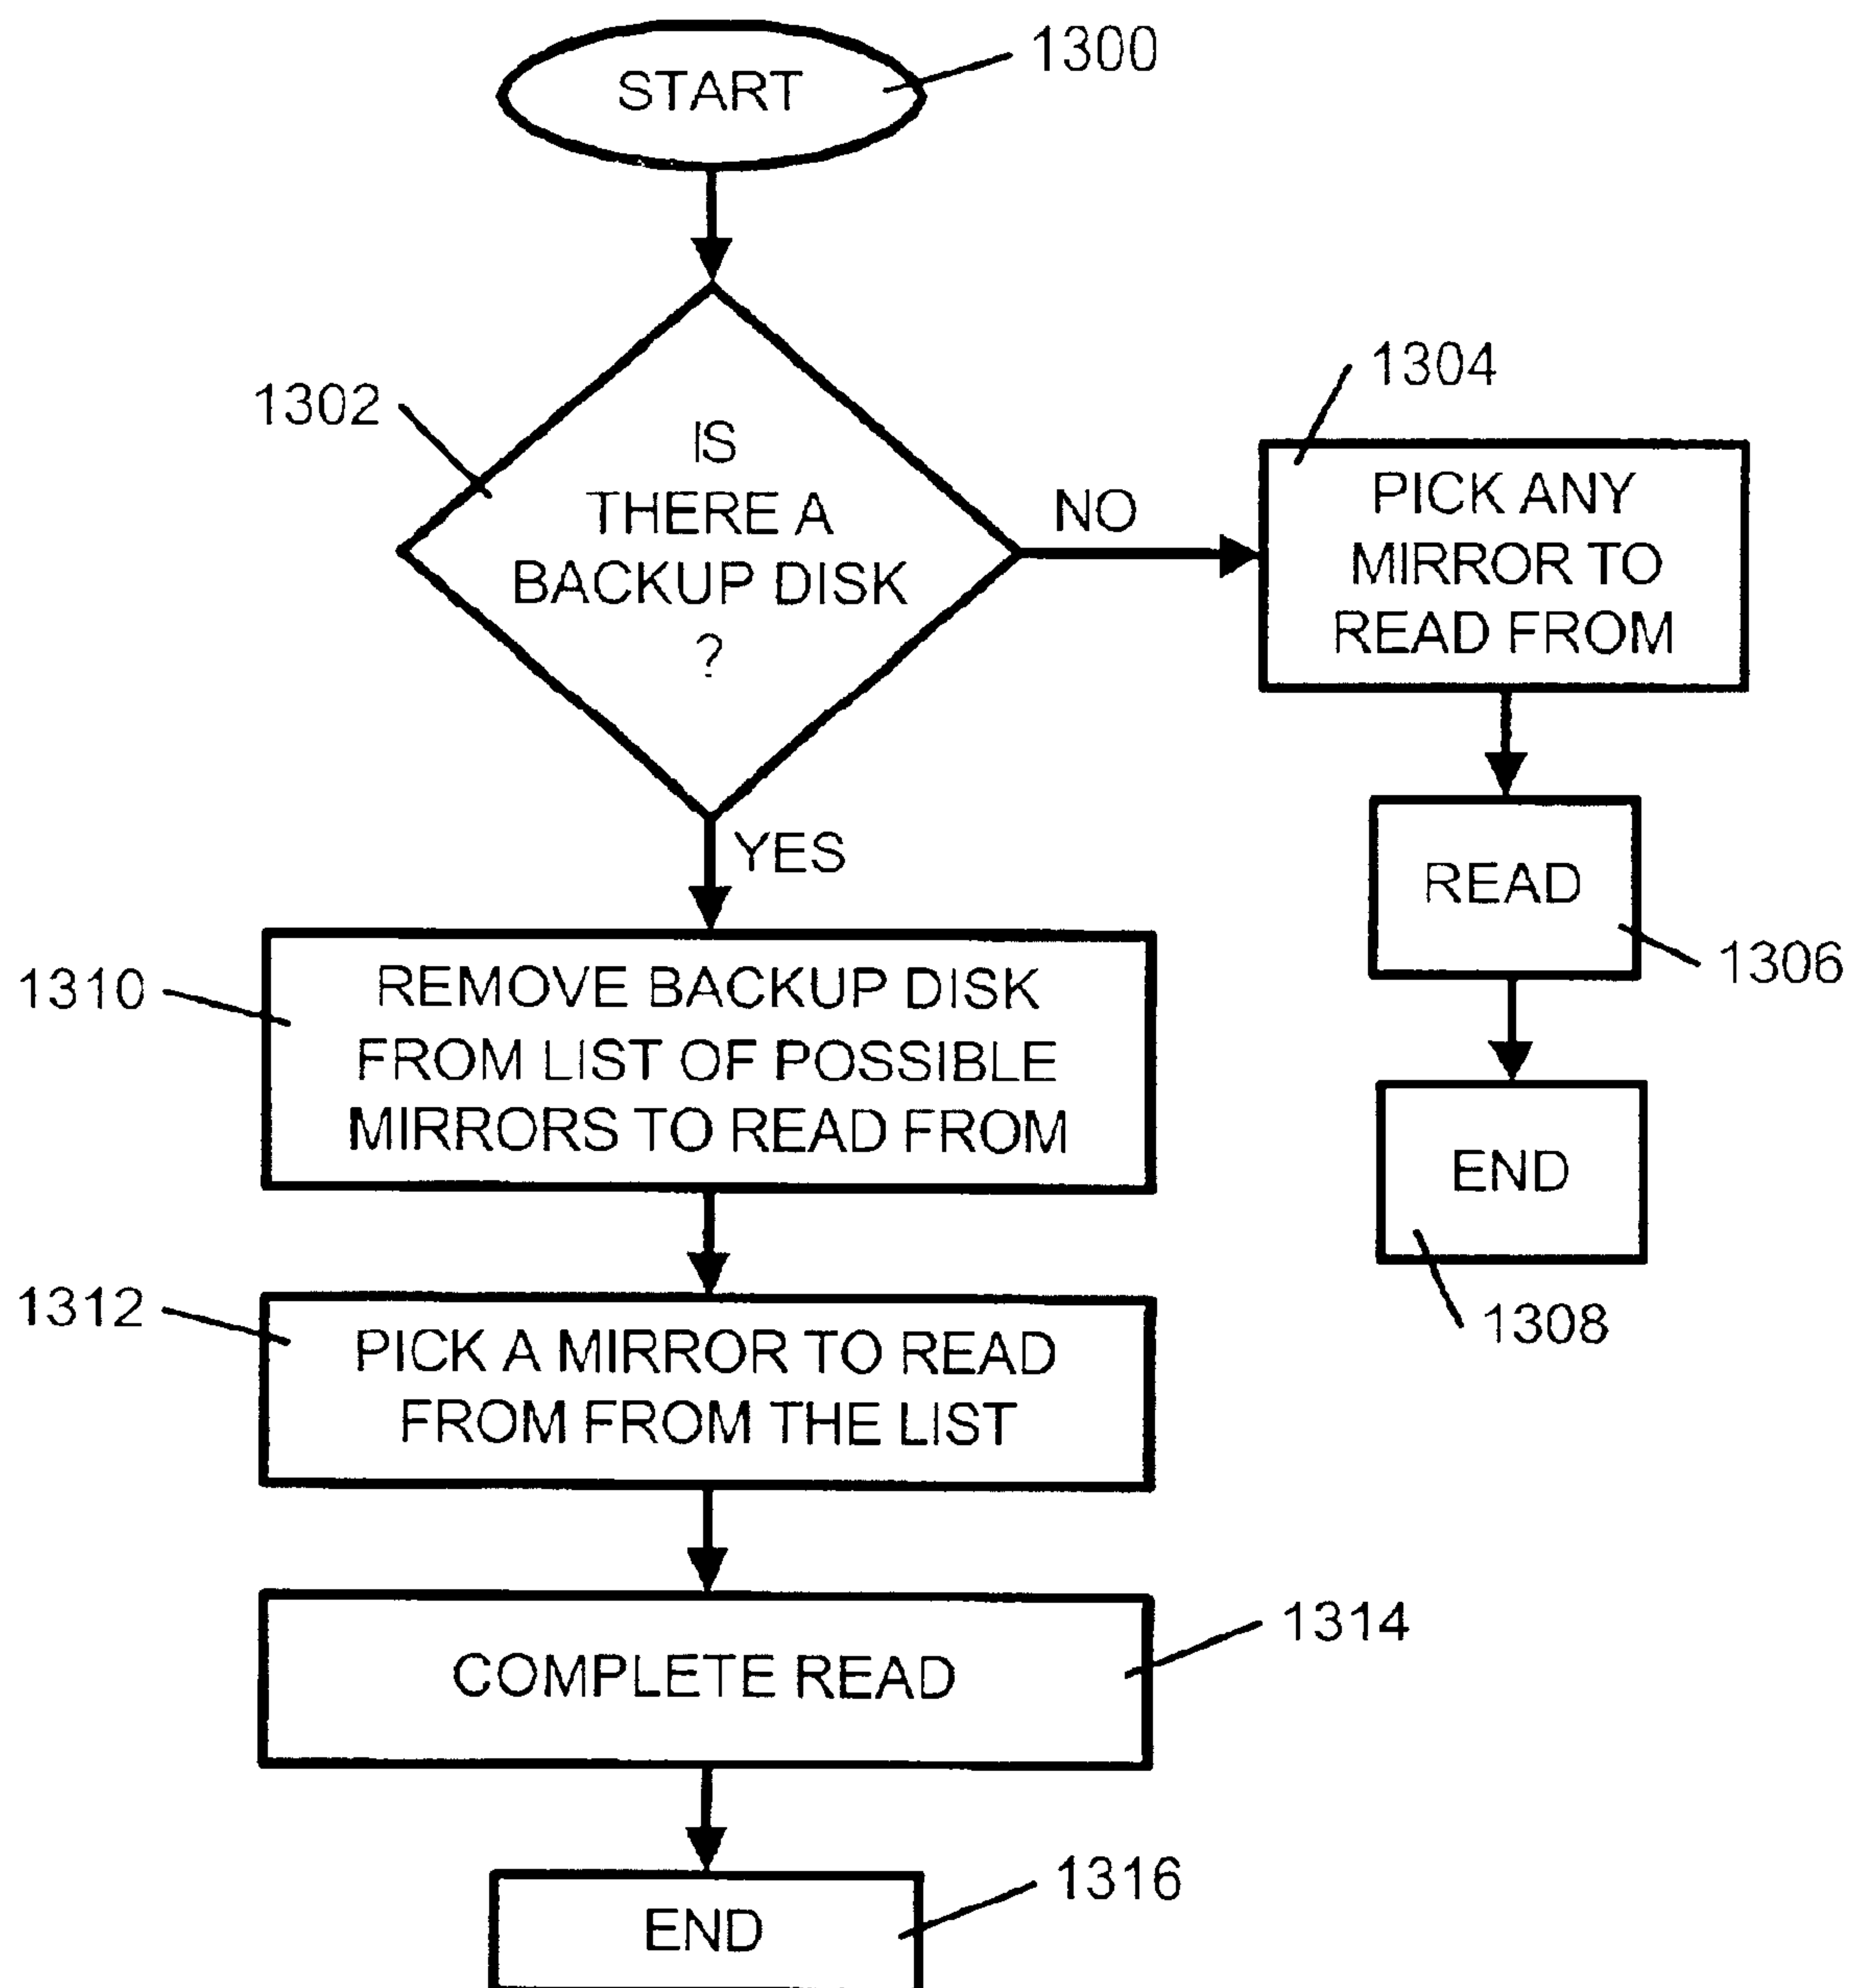 START
1300
1302
IS
THERE A
BACKUP DISK
?
NO
1304
PICK ANY
MIRROR TO
READ FROM
YES
READ
1306
END
1308
1310
REMOVE BACKUP DISK
FROM LIST OF POSSIBLE
MIRRORS TO READ FROM
1312
PICK A MIRROR TO READ
FROM FROM THE LIST
COMPLETE READ
1314
END
1316